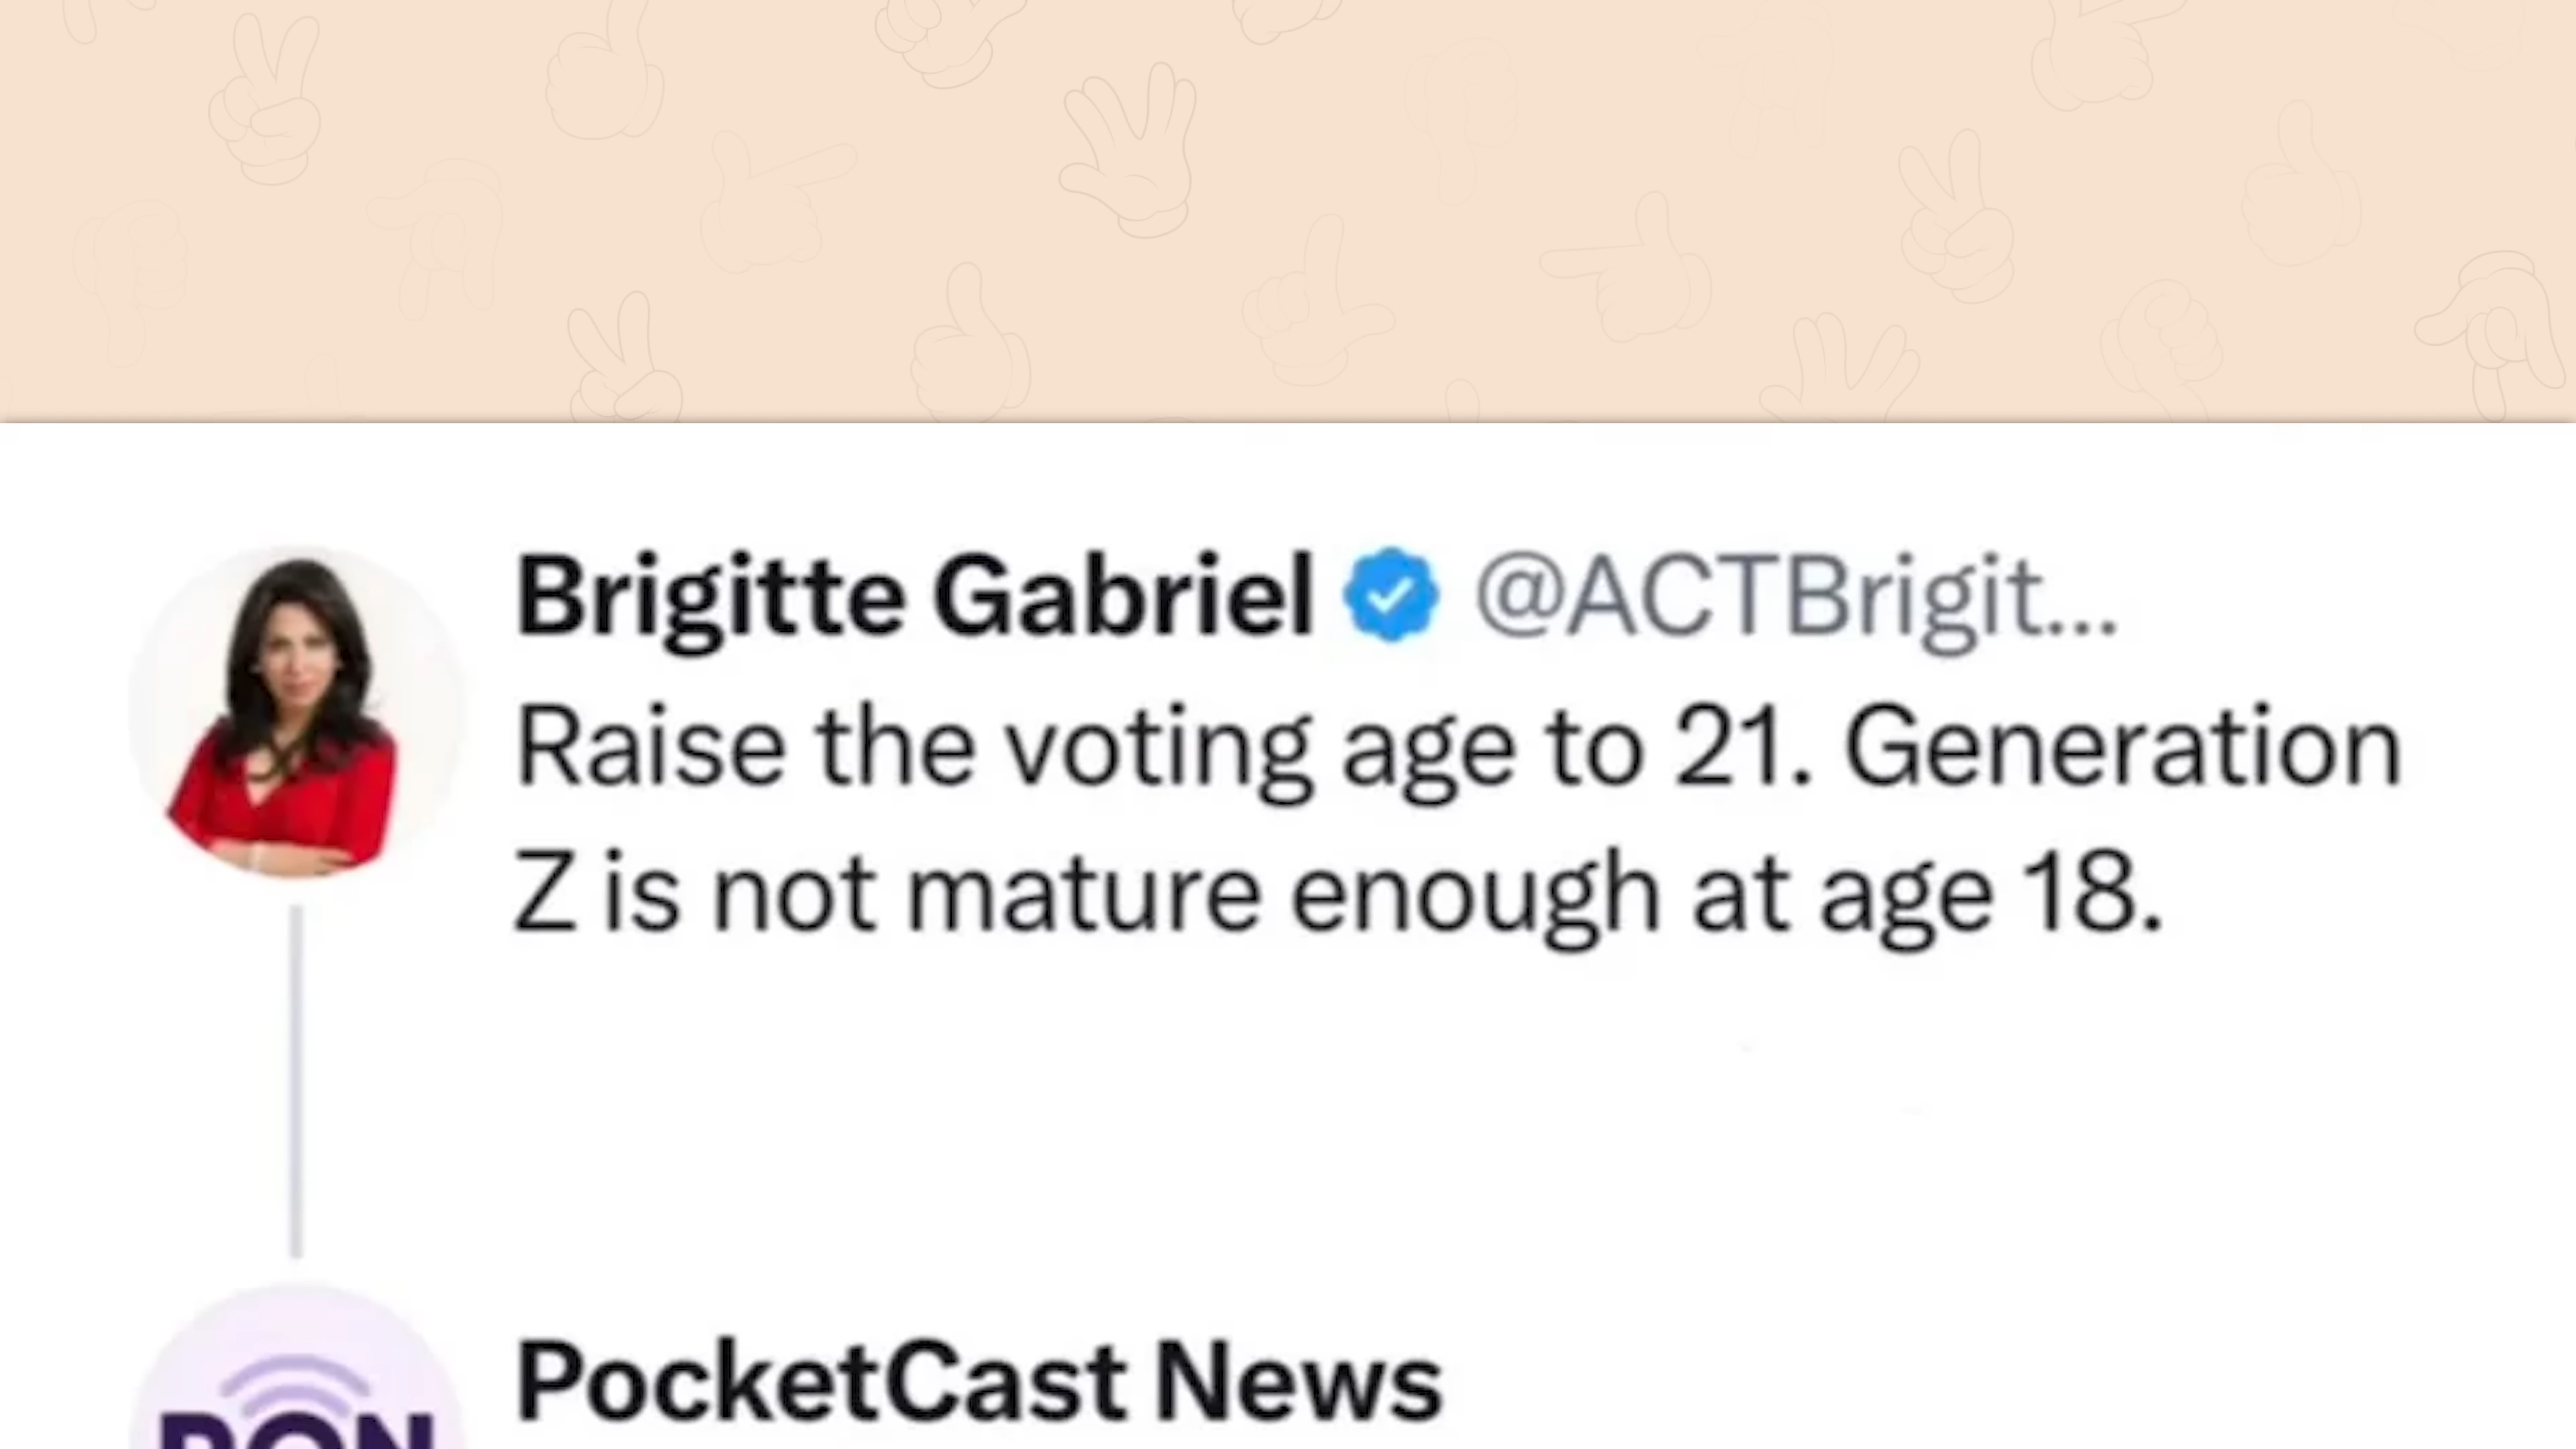 Brigitte Gabriel @ACTBrigit...
Raise the voting age to 21. Generation
Z is not mature enough at age 18.
PocketCast News